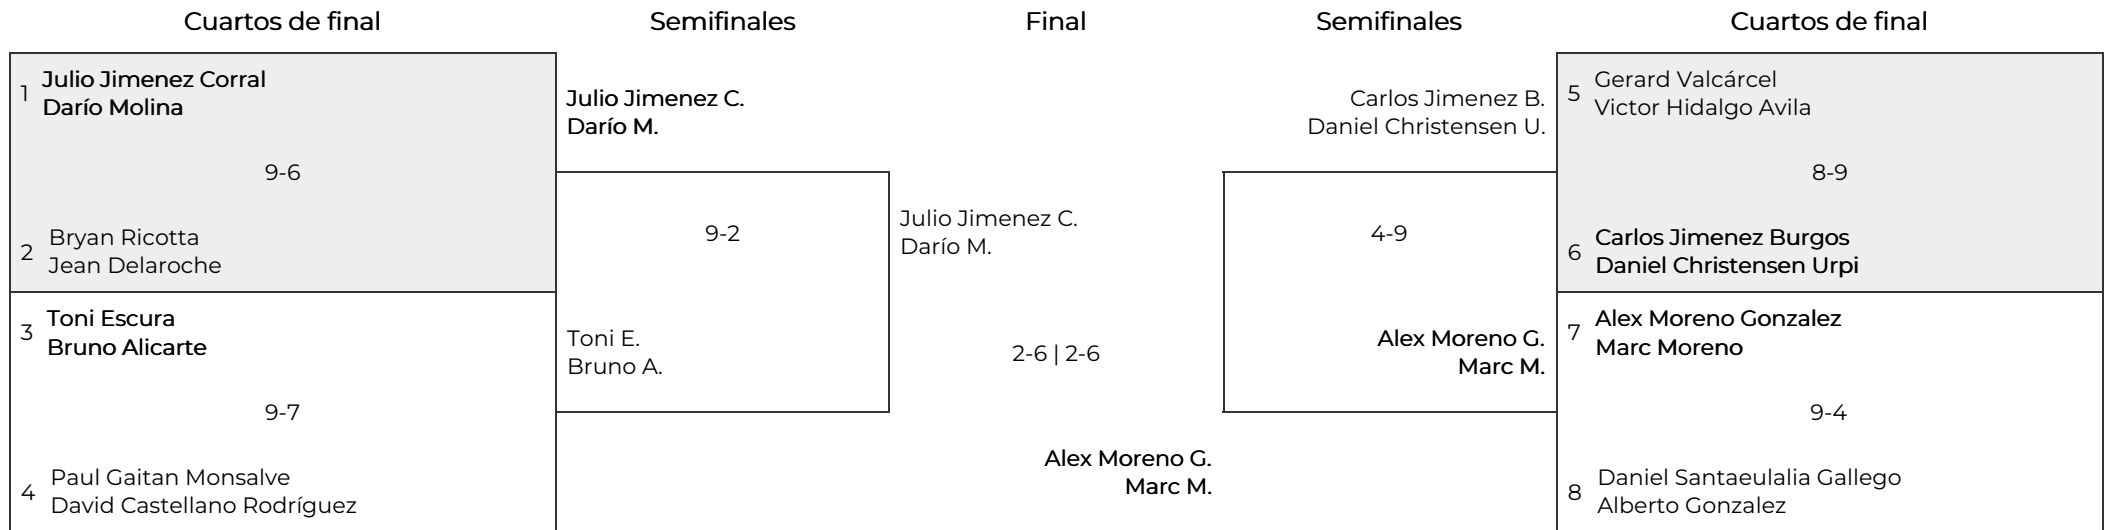 Cuartos de final
Semifinales
Final
Semifinales
Cuartos de final
1
Julio Jimenez Corral
Darío Molina
9-6
2
Bryan Ricotta
Jean Delaroche
3
Toni Escura
Bruno Alicarte
9-7
4
Paul Gaitan Monsalve
David Castellano Rodríguez
Julio Jimenez C.
Darío M.
9-2
Toni E.
Bruno A.
Julio Jimenez C.
Darío M.
2-6 | 2-6
Alex Moreno G.
Marc M.
Carlos Jimenez B.
Daniel Christensen U.
4-9
Alex Moreno G.
Marc M.
5
Gerard Valcárcel
Victor Hidalgo Avila
8-9
6
Carlos Jimenez Burgos
Daniel Christensen Urpi
7
Alex Moreno Gonzalez
Marc Moreno
9-4
8
Daniel Santaeulalia Gallego
Alberto Gonzalez